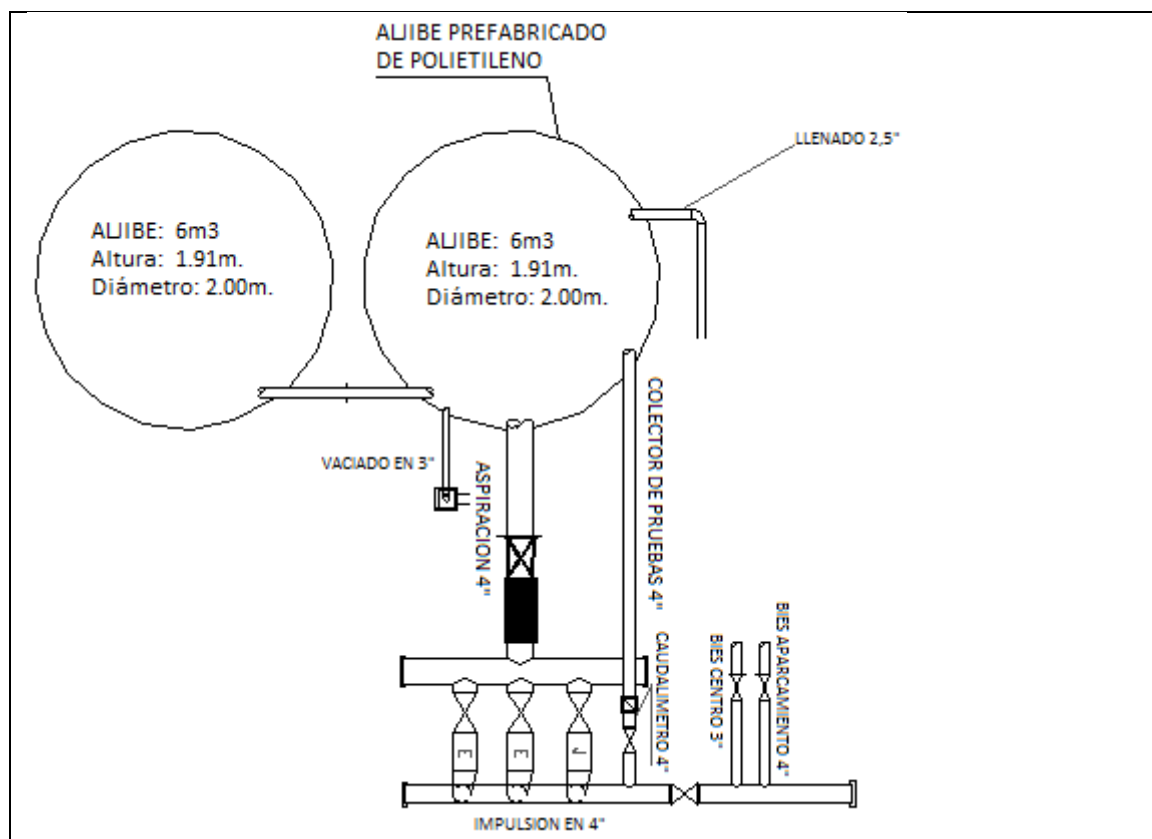 ALJIBE PREFABRICADO
DE POLIETILENO
LLENADO 2,5"
ALJIBE: 6m3
Altura: 1.91m.
Diámetro: 2.00m.
ALJIBE: 6m3
Altura: 1.91m.
Diámetro: 2.00m.
VACIADO EN 3"
ASPIRACION 4"
COLECTOR DE PRUEBAS 4"
CAUDALIMETRO 4"
BIES CENTRO 3"
BIES APARCAMIENTO 4"
E
E
J
IMPULSION EN 4"